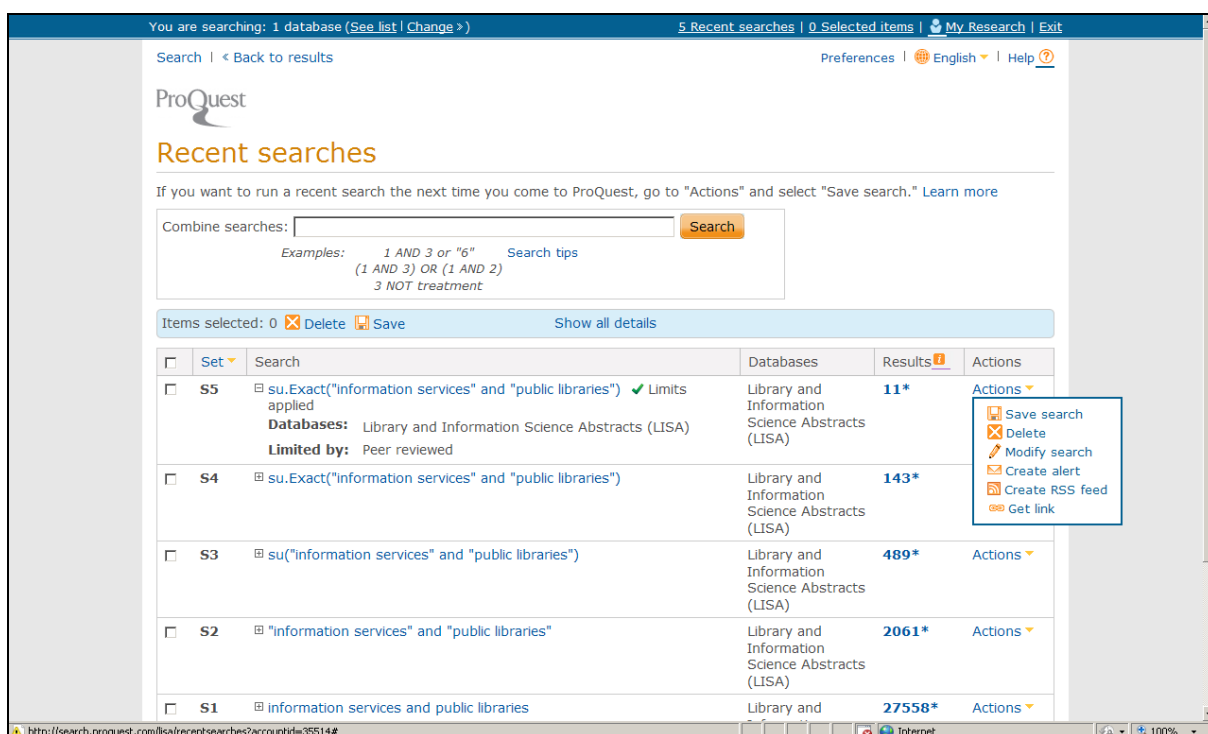 You are searching: 1 database (See list | Change »)
5 Recent searches | 0 Selected items | My Research | Exit
Search | < Back to results
Preferences | English | Help ?
ProQuest
Recent searches
If you want to run a recent search the next time you come to ProQuest, go to "Actions" and select "Save search." Learn more
Combine searches: Search
Examples: 1 AND 3 or "6" Search tips
(1 AND 3) OR (1 AND 2)
3 NOT treatment
Items selected: 0 Delete Save Show all details
Set Search Databases Results i Actions
S5 su.Exact("information services" and "public libraries") Limits applied
Databases: Library and Information Science Abstracts (LISA)
Limited by: Peer reviewed
Library and
Information
Science Abstracts
(LISA)
11*
Actions
Save search
Delete
Modify search
Create alert
Create RSS feed
Get link
S4 su.Exact("information services" and "public libraries")
Library and
Information
Science Abstracts
(LISA)
143*
S3 su("information services" and "public libraries")
Library and
Information
Science Abstracts
(LISA)
489*
Actions
S2 "information services" and "public libraries"
Library and
Information
Science Abstracts
(LISA)
2061*
Actions
S1 information services and public libraries
Library and
27558*
Actions
http://search.proquest.com/lisa/recentsearches?accountid=35514#
Internet
100%